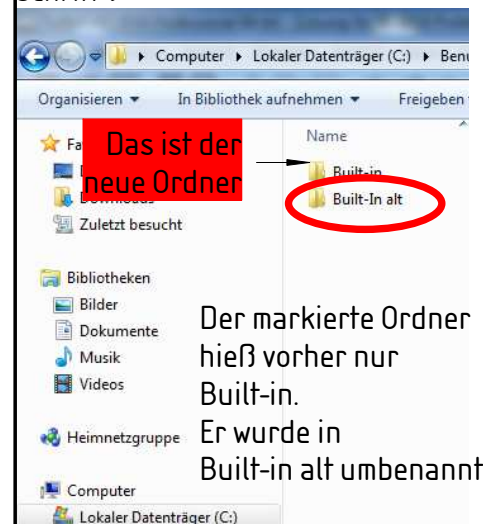 Computer ▸ Lokaler Datenträger (C:) ▸
Organisieren ▾ In Bibliothek aufnehmen ▾ Freigeben
Name
Das ist der
neue Ordner
Downloads
Zuletzt besucht
Built-in
Built-In alt
Bibliotheken
Bilder
Dokumente
Musik
Videos
Heimnetzgruppe
Computer
Lokaler Datenträger (C:)
Der markierte Ordner
hieß vorher nur
Built-in.
Er wurde in
Built-in alt umbenannt